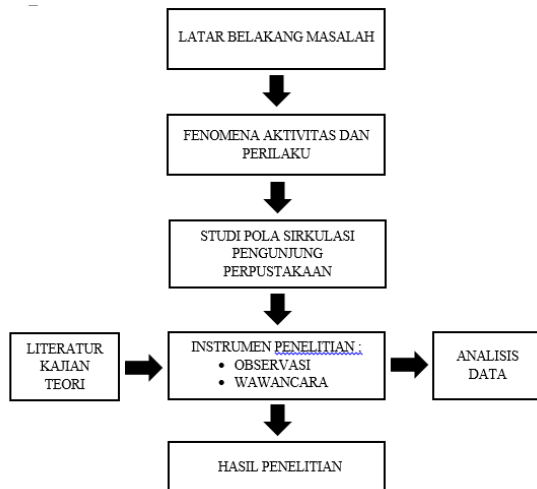 LATAR BELAKANG MASALAH
FENOMENA AKTIVITAS DAN
PERILAKU
STUDI POLA SIRKULASI
PENGUNJUNG
PERPUSTAKAAN
LITERATUR
KAJIAN
TEORI
INSTRUMEN PENELITIAN :
• OBSERVASI
• WAWANCARA
ANALISIS
DATA
HASIL PENELITIAN